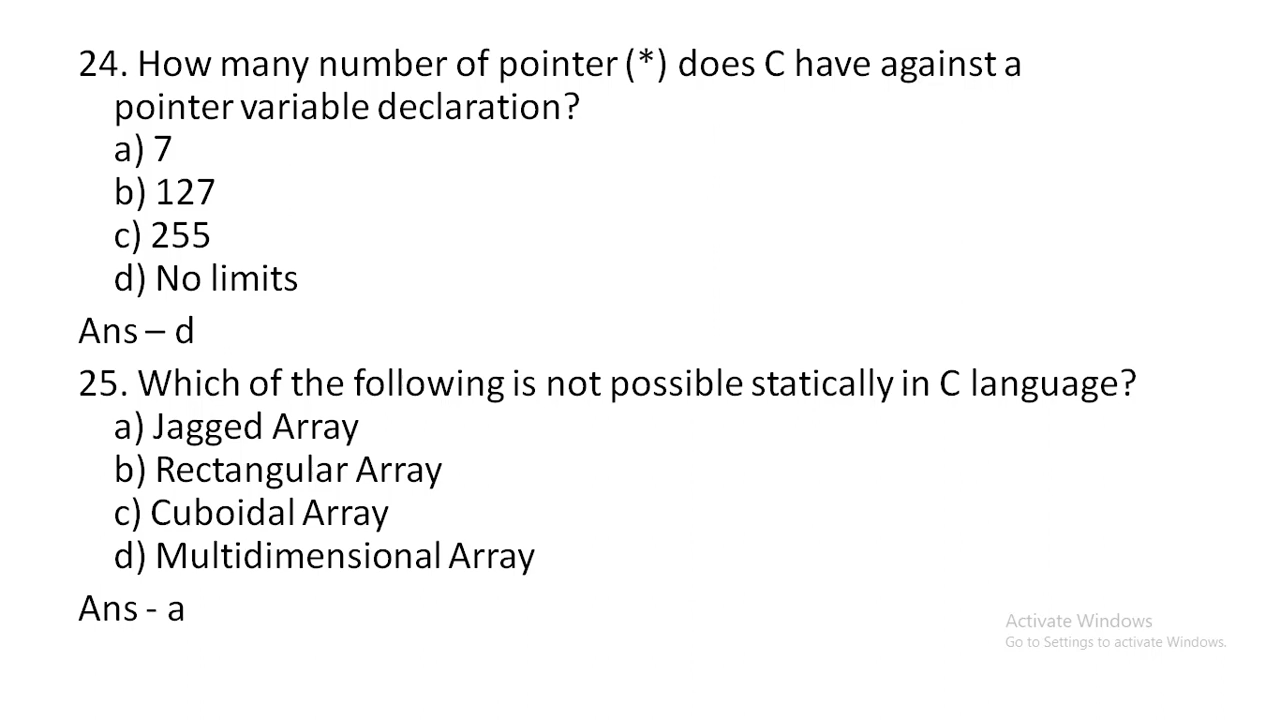 24. How many number of pointer (*) does C have against a
pointer variable declaration?
a) 7
b) 127
c) 255
d) No limits
Ans – d
25. Which of the following is not possible statically in C language?
a) Jagged Array
b) Rectangular Array
c) Cuboidal Array
d) Multidimensional Array
Ans - a
Activate Windows
Go to Settings to activate Windows.